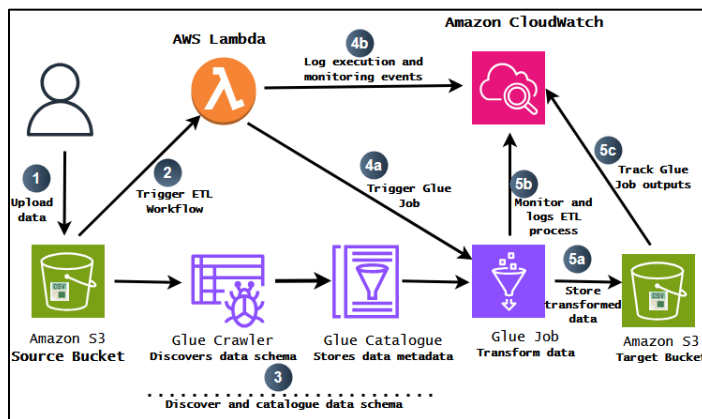 Amazon CloudWatch
AWS Lambda
4b
Log execution and
monitoring events
λ
1
Upload
data
2
Trigger ETL
Workflow
4a
Trigger Glue
Job
5b
Monitor and
logs ETL
process
5c
Track Glue
Job outputs
5a
Store
transformed
data
CSV
Amazon S3
Source Bucket
Glue Crawler
Discovers data schema
Glue Catalogue
Stores data metadata
Glue Job
Transform data
CSV
Amazon S3
Target Bucket
3
Discover and catalogue data schema